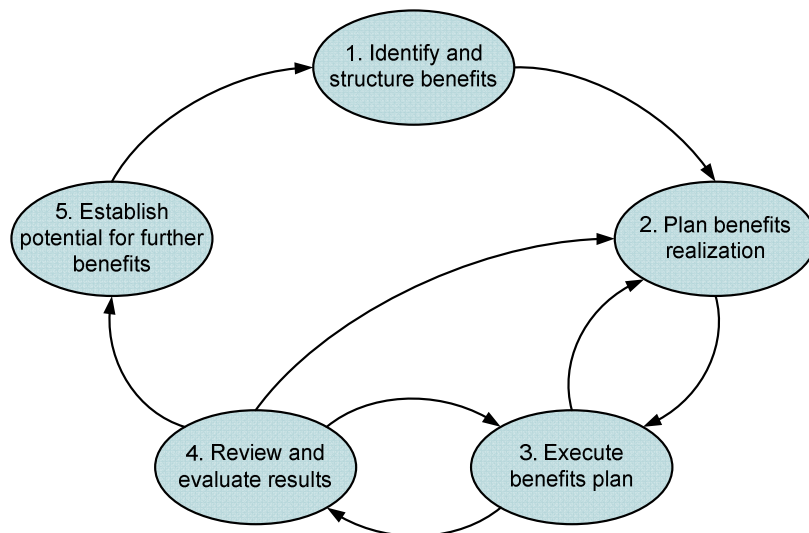 1. Identify and
structure benefits
2. Plan benefits
realization
3. Execute
benefits plan
4. Review and
evaluate results
5. Establish
potential for further
benefits